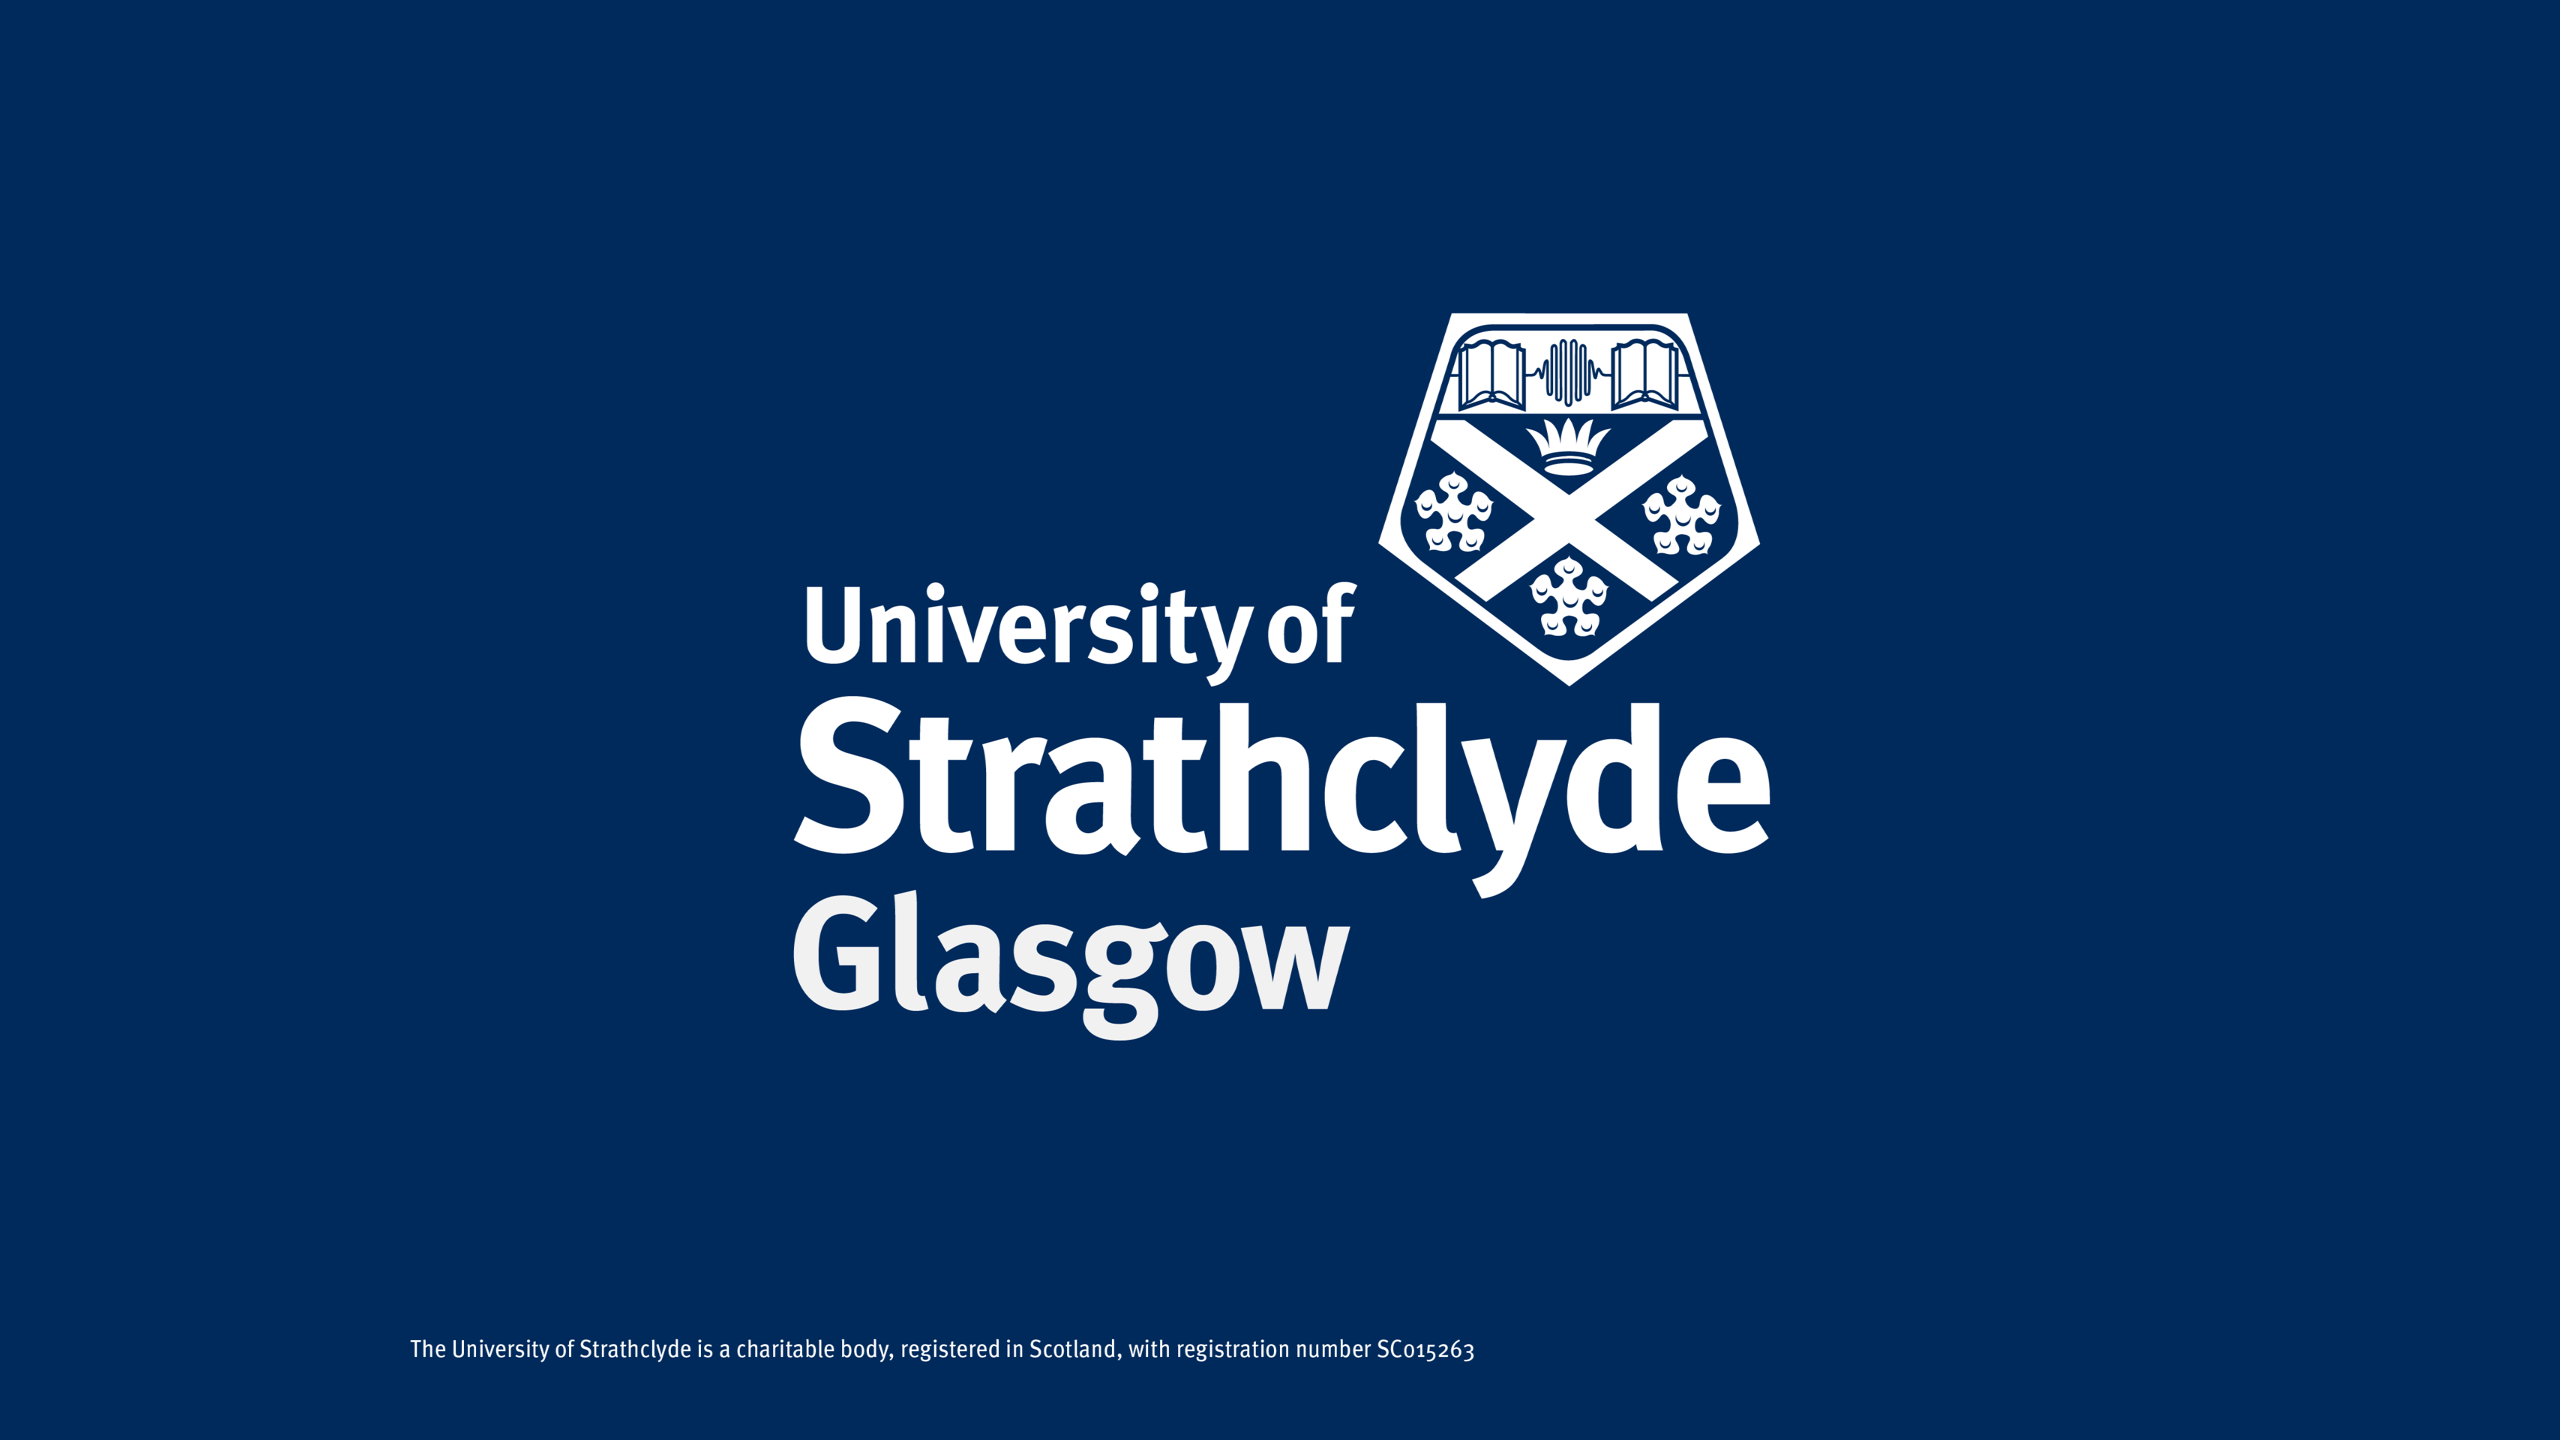 University of
Strathclyde
Glasgow
The University of Strathclyde is a charitable body, registered in Scotland, with registration number SC015263